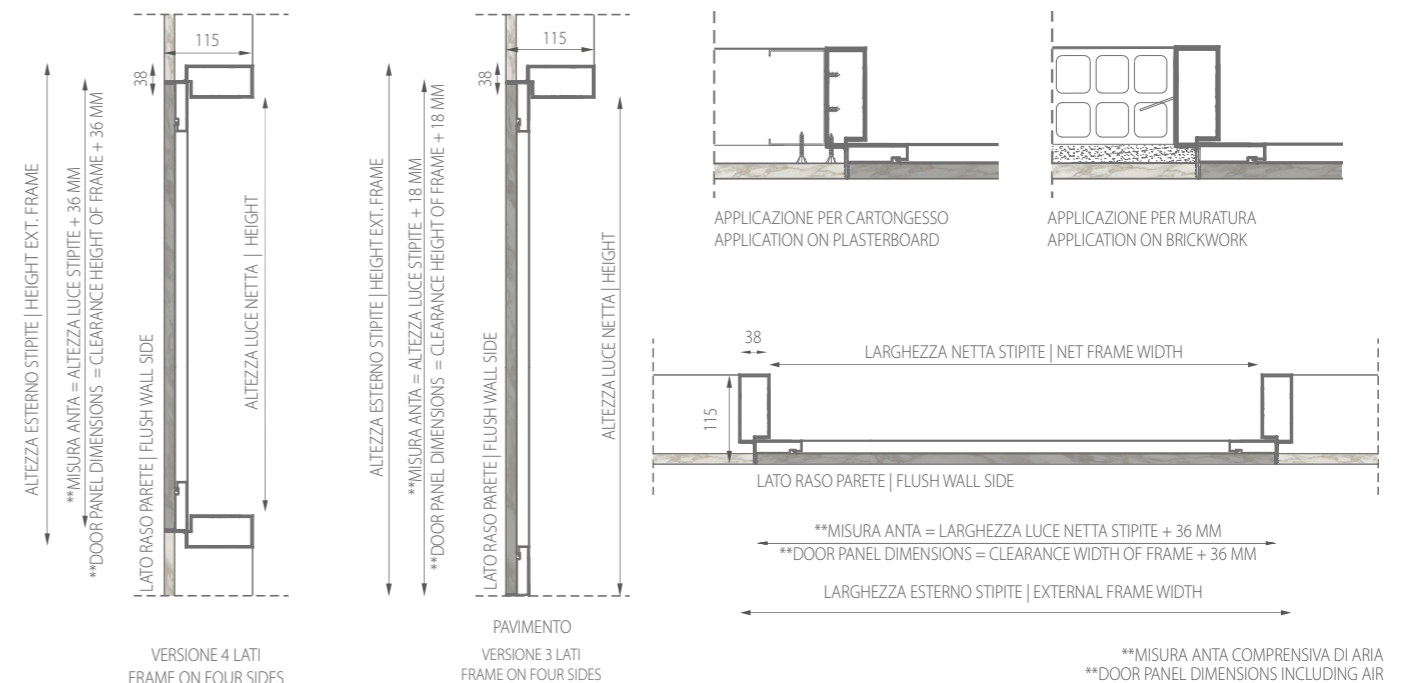 115
38
ALTEZZA ESTERNO STIPITE | HEIGHT EXT. FRAME
**MISURA ANTA = ALTEZZA LUCE STIPITE + 36 MM
**DOOR PANEL DIMENSIONS = CLEARANCE HEIGHT OF FRAME + 36 MM
LATO RASO PARETE | FLUSH WALL SIDE
ALTEZZA LUCE NETTA | HEIGHT
VERSIONE 4 LATI
FRAME ON FOUR SIDES
115
38
ALTEZZA ESTERNO STIPITE | HEIGHT EXT. FRAME
**MISURA ANTA = ALTEZZA LUCE STIPITE + 18 MM
**DOOR PANEL DIMENSIONS = CLEARANCE HEIGHT OF FRAME + 18 MM
LATO RASO PARETE | FLUSH WALL SIDE
ALTEZZA LUCE NETTA | HEIGHT
PAVIMENTO
VERSIONE 3 LATI
FRAME ON FOUR SIDES
APPLICAZIONE PER CARTONGESSO
APPLICATION ON PLASTERBOARD
APPLICAZIONE PER MURATURA
APPLICATION ON BRICKWORK
38
LARGHEZZA NETTA STIPITE | NET FRAME WIDTH
115
LATO RASO PARETE | FLUSH WALL SIDE
**MISURA ANTA = LARGHEZZA LUCE NETTA STIPITE + 36 MM
**DOOR PANEL DIMENSIONS = CLEARANCE WIDTH OF FRAME + 36 MM
LARGHEZZA ESTERNO STIPITE | EXTERNAL FRAME WIDTH
**MISURA ANTA COMPRENSIVA DI ARIA
**DOOR PANEL DIMENSIONS INCLUDING AIR